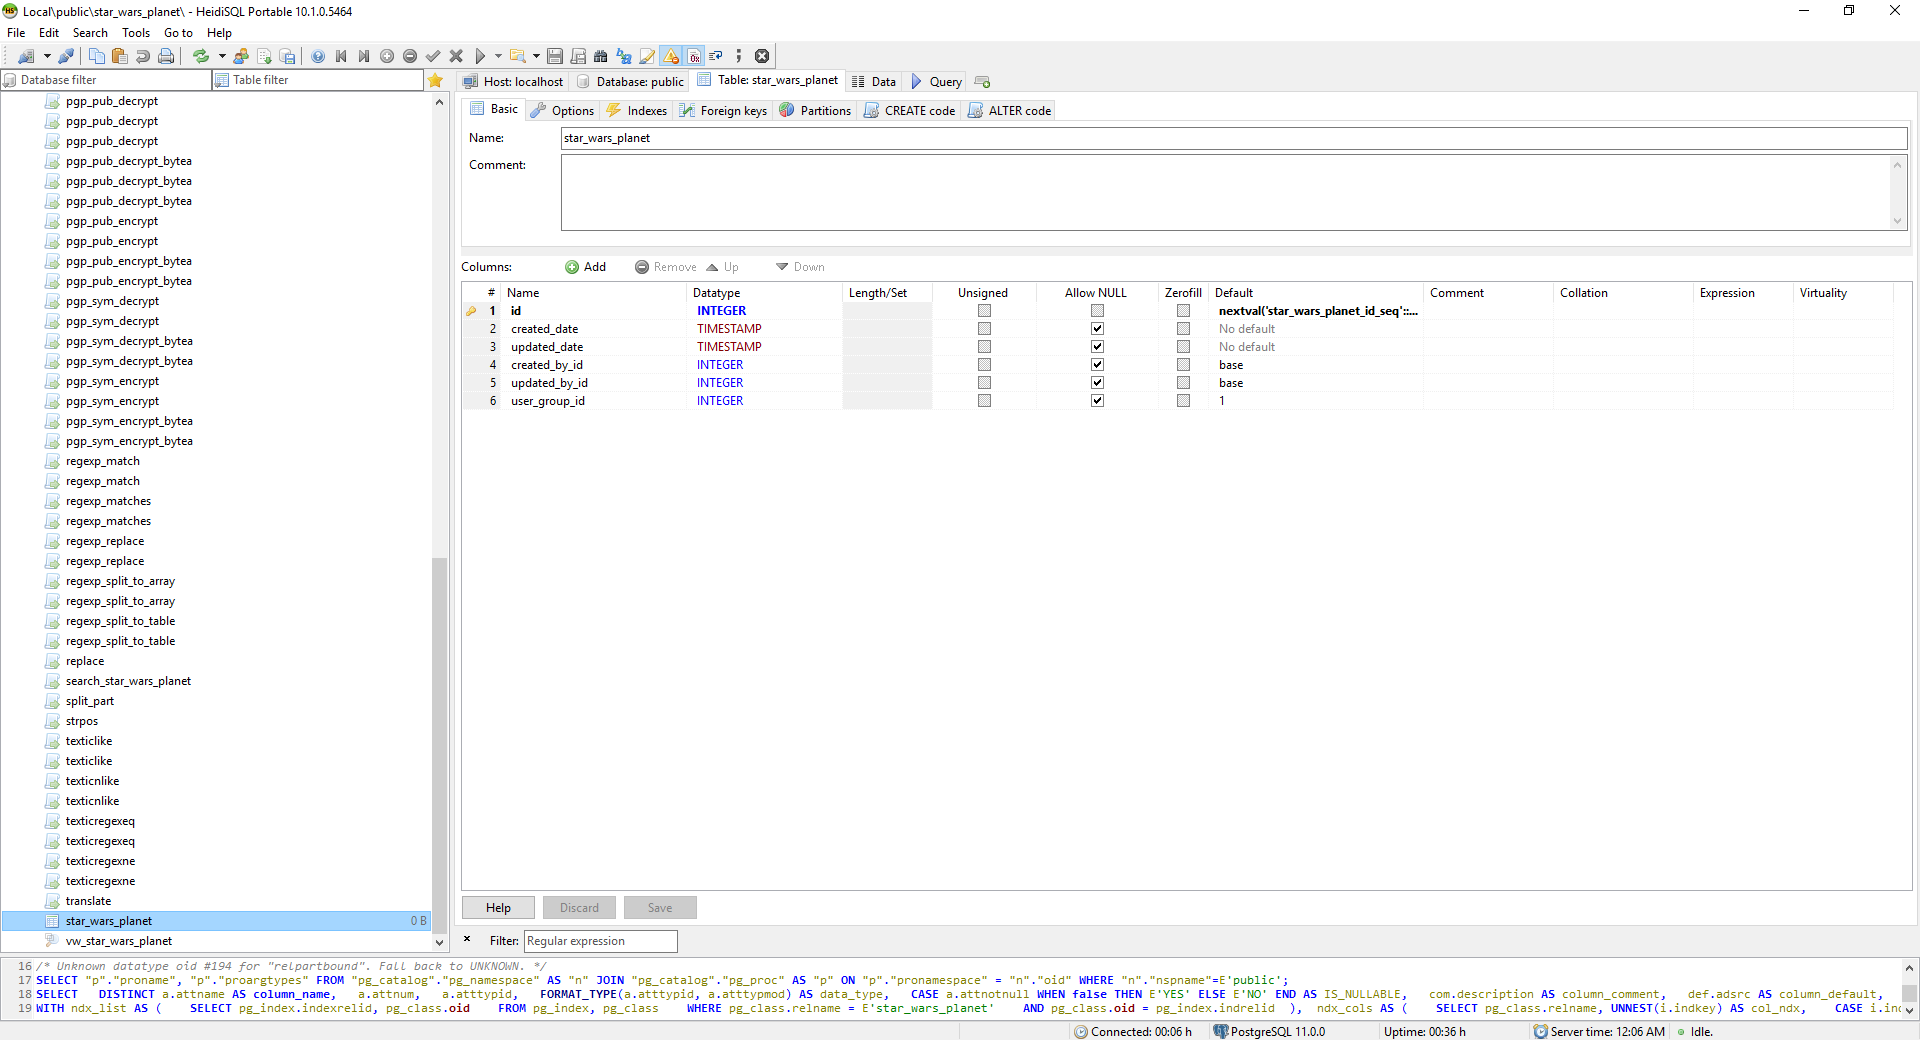 Local\public\star_wars_planet\ - HeidiSQL Portable 10.1.0.5464
File Edit Search Tools Go to Help
Database filter
Table filter
Host: localhost Database: public Table: star_wars_planet Data Query
pgp_pub_decrypt
pgp_pub_decrypt
pgp_pub_decrypt
pgp_pub_decrypt_bytea
pgp_pub_decrypt_bytea
pgp_pub_decrypt_bytea
pgp_pub_encrypt
pgp_pub_encrypt
pgp_pub_encrypt_bytea
pgp_pub_encrypt_bytea
pgp_sym_decrypt
pgp_sym_decrypt
pgp_sym_decrypt_bytea
pgp_sym_decrypt_bytea
pgp_sym_encrypt
pgp_sym_encrypt
pgp_sym_encrypt_bytea
pgp_sym_encrypt_bytea
regexp_match
regexp_match
regexp_matches
regexp_matches
regexp_replace
regexp_replace
regexp_split_to_array
regexp_split_to_array
regexp_split_to_table
regexp_split_to_table
replace
search_star_wars_planet
split_part
strpos
texticlike
texticlike
texticnlike
texticnlike
texticregexeq
texticregexeq
texticregexne
texticregexne
translate
star_wars_planet 0 B
vw_star_wars_planet
Basic Options Indexes Foreign keys Partitions CREATE code ALTER code
Name: star_wars_planet
Comment:
Columns: Add Remove Up Down
# Name Datatype Length/Set Unsigned Allow NULL Zerofill Default Comment Collation Expression Virtuality
1 id INTEGER nextval('star_wars_planet_id_seq'::...
2 created_date TIMESTAMP No default
3 updated_date TIMESTAMP No default
4 created_by_id INTEGER base
5 updated_by_id INTEGER base
6 user_group_id INTEGER 1
Help Discard Save
× Filter: Regular expression
16 /* Unknown datatype oid #194 for "relpartbound". Fall back to UNKNOWN. */
17 SELECT "p"."proname", "p"."proargtypes" FROM "pg_catalog"."pg_namespace" AS "n" JOIN "pg_catalog"."pg_proc" AS "p" ON "p"."pronamespace" = "n"."oid" WHERE "n"."nspname"=E'public';
18 SELECT DISTINCT a.attname AS column_name, a.attnum, a.atttypid, FORMAT_TYPE(a.atttypid, a.atttypmod) AS data_type, CASE a.attnotnull WHEN false THEN E'YES' ELSE E'NO' END AS IS_NULLABLE, com.description AS column_comment, def.adsrc AS column_default,
19 WITH ndx_list AS ( SELECT pg_index.indexrelid, pg_class.oid FROM pg_index, pg_class WHERE pg_class.relname = E'star_wars_planet' AND pg_class.oid = pg_index.indrelid ), ndx_cols AS ( SELECT pg_class.relname, UNNEST(i.indkey) AS col_ndx, CASE i.inc
Connected: 00:06 h PostgreSQL 11.0.0 Uptime: 00:36 h Server time: 12:06 AM Idle.